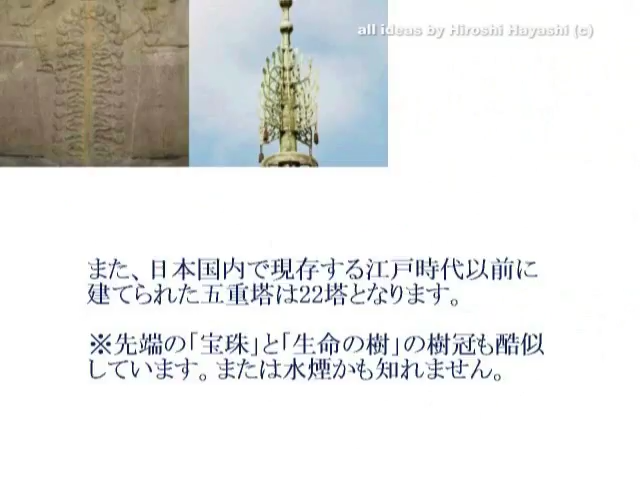 all ideas by Hiroshi Hayashi (c)
また、日本国内で現存する江戸時代以前に
建てられた五重塔は22塔となります。
※先端の「宝珠」と「生命の樹」の樹冠も酷似
しています。または水煙かも知れません。